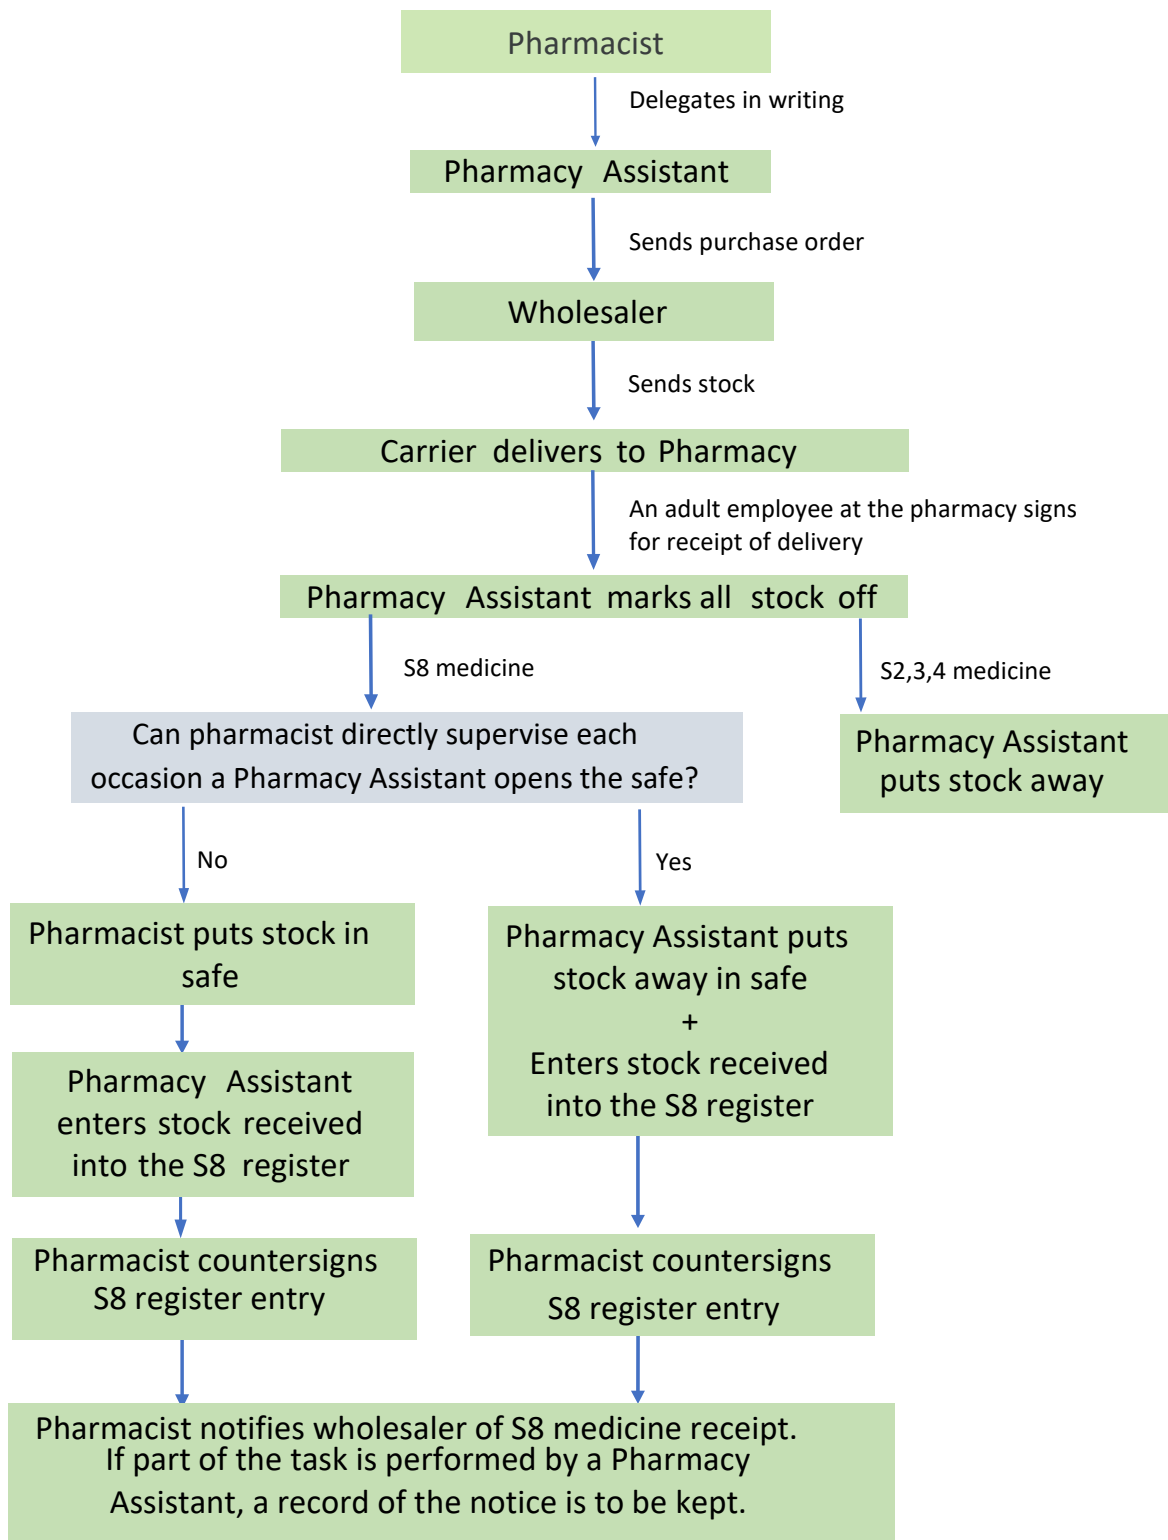 Pharmacist
Delegates in writing
Pharmacy Assistant
Sends purchase order
Wholesaler
Sends stock
Carrier delivers to Pharmacy
An adult employee at the pharmacy signs
for receipt of delivery
Pharmacy Assistant marks all stock off
S8 medicine
S2,3,4 medicine
Can pharmacist directly supervise each
occasion a Pharmacy Assistant opens the safe?
Pharmacy Assistant
puts stock away
No
Yes
Pharmacist puts stock in
safe
Pharmacy Assistant puts
stock away in safe
+
Enters stock received
into the S8 register
Pharmacy Assistant
enters stock received
into the S8 register
Pharmacist countersigns
S8 register entry
Pharmacist countersigns
S8 register entry
Pharmacist notifies wholesaler of S8 medicine receipt.
If part of the task is performed by a Pharmacy
Assistant, a record of the notice is to be kept.